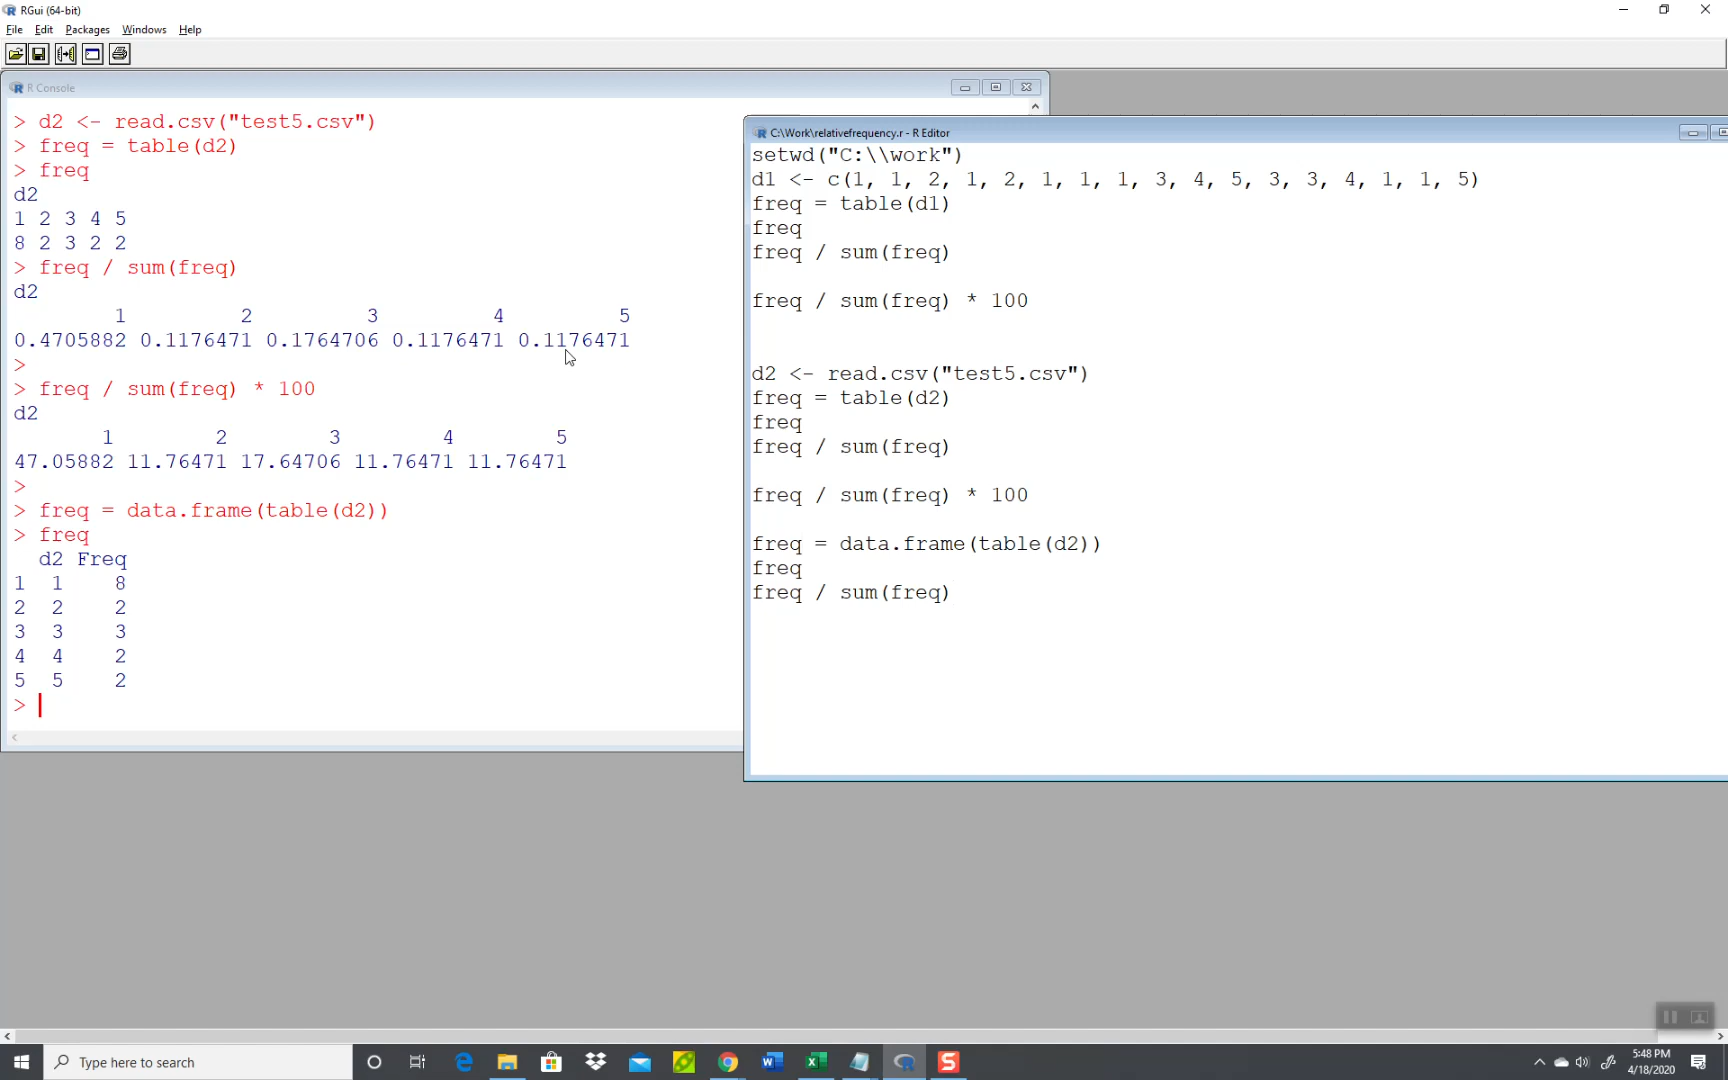 RGui (64-bit)
File Edit Packages Windows Help
R Console
> d2 <- read.csv("test5.csv")
> freq = table(d2)
> freq
d2
1 2 3 4 5
8 2 3 2 2
> freq / sum(freq)
d2
1 2 3 4 5
0.4705882 0.1176471 0.1764706 0.1176471 0.1176471
>
> freq / sum(freq) * 100
d2
1 2 3 4 5
47.05882 11.76471 17.64706 11.76471 11.76471
>
> freq = data.frame(table(d2))
> freq
d2 Freq
1 1 8
2 2 2
3 3 3
4 4 2
5 5 2
>
C:\Work\relativefrequency.r - R Editor
setwd("C:\\work")
d1 <- c(1, 1, 2, 1, 2, 1, 1, 1, 3, 4, 5, 3, 3, 4, 1, 1, 5)
freq = table(d1)
freq
freq / sum(freq)
freq / sum(freq) * 100
d2 <- read.csv("test5.csv")
freq = table(d2)
freq
freq / sum(freq)
freq / sum(freq) * 100
freq = data.frame(table(d2))
freq
freq / sum(freq)
Type here to search
5:48 PM
4/18/2020